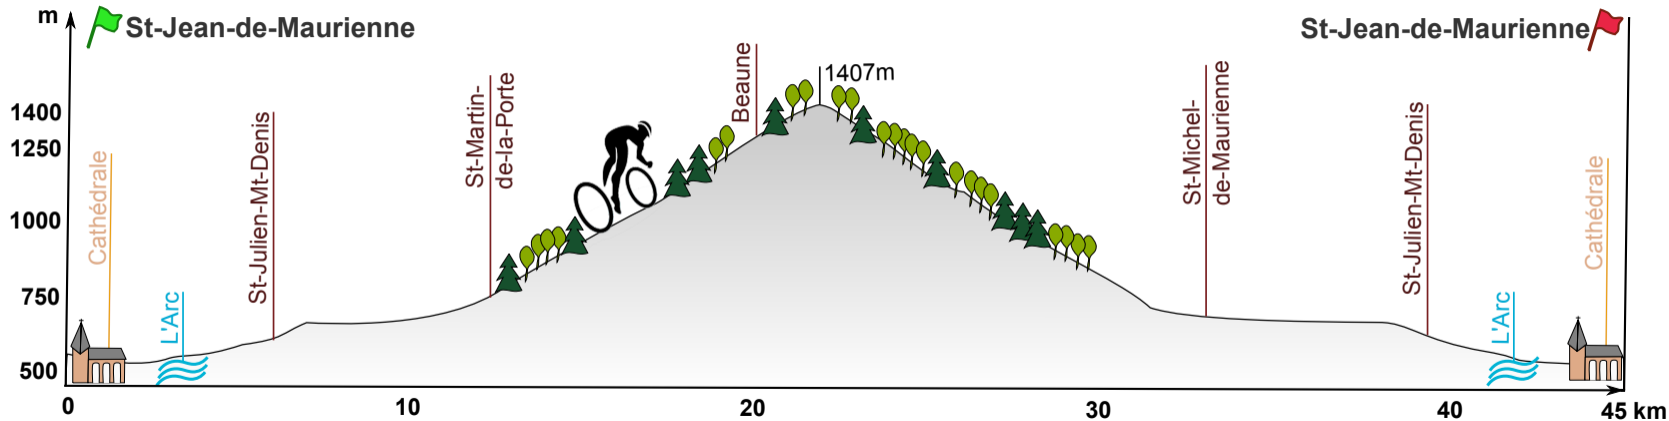 m
St-Jean-de-Maurienne
St-Jean-de-Maurienne
1400
1250
1000
750
500
Cathédrale
L'Arc
St-Julien-Mt-Denis
St-Martin-
de-la-Porte
Beaune
1407m
St-Michel-
de-Maurienne
St-Julien-Mt-Denis
L'Arc
Cathédrale
0
10
20
30
40
45 km